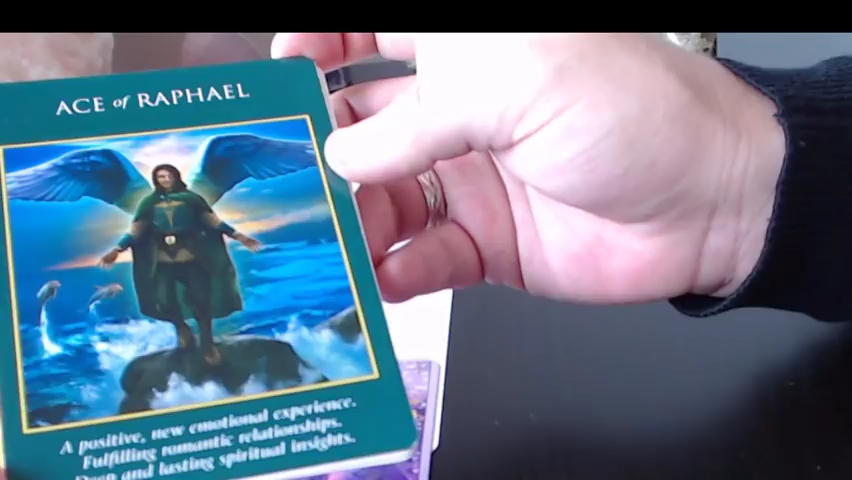 ACE of RAPHAEL
A positive, new emotional experience.
Fulfilling romantic relationships.
Deep and lasting spiritual insights.